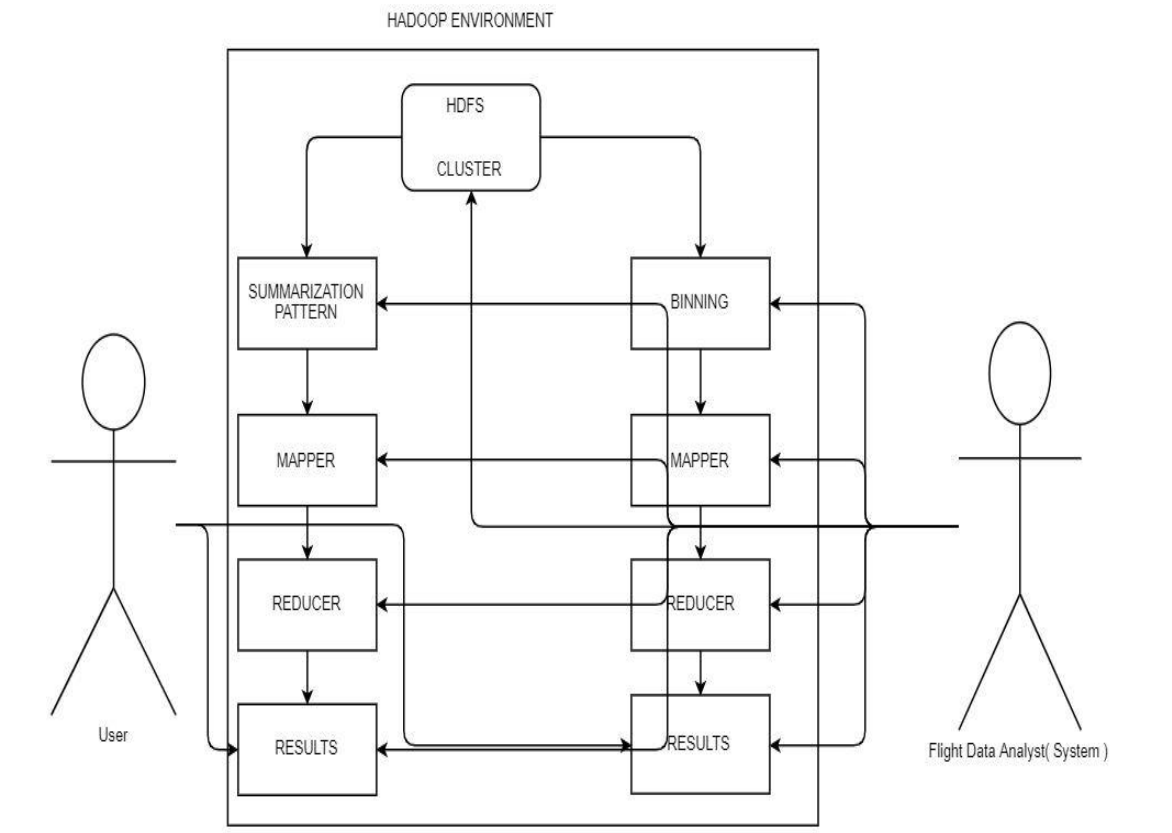 HADOOP ENVIRONMENT
HDFS
CLUSTER
SUMMARIZATION
PATTERN
BINNING
MAPPER
MAPPER
REDUCER
REDUCER
RESULTS
RESULTS
User
Flight Data Analyst( System )